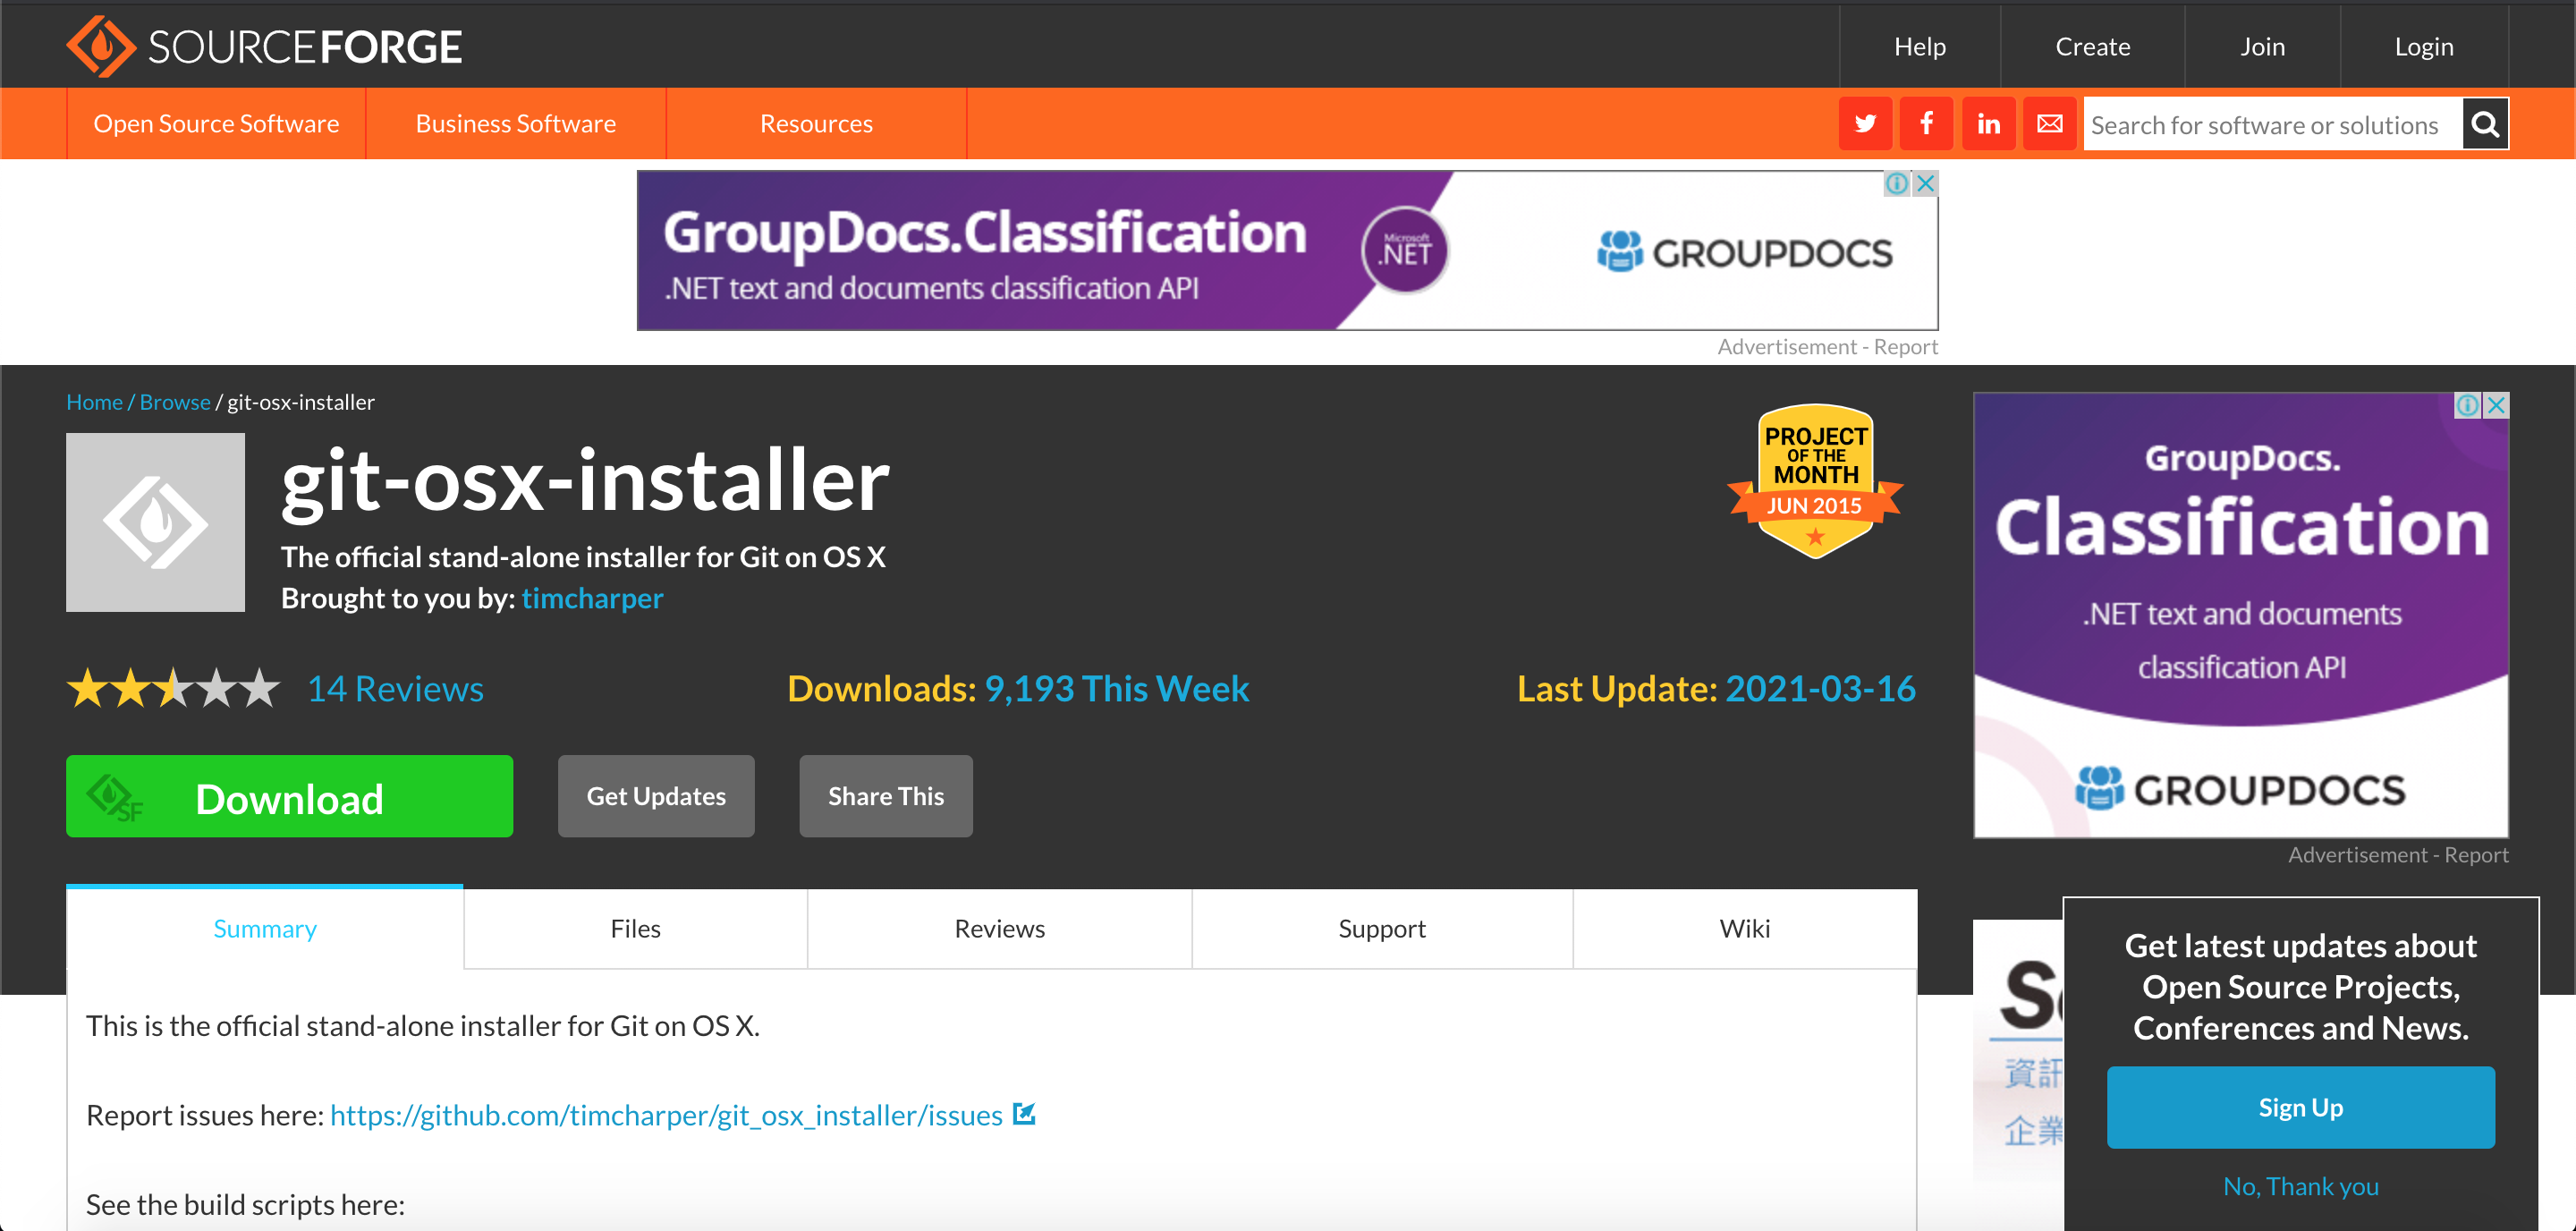 SOURCEFORGE
Help
Create
Join
Login
Open Source Software
Business Software
Resources
Search for software or solutions
GroupDocs.Classification
.NET text and documents classification API
Microsoft
.NET
GROUPDOCS
Advertisement - Report
Home / Browse / git-osx-installer
git-osx-installer
The official stand-alone installer for Git on OS X
Brought to you by: timcharper
PROJECT
OF THE
MONTH
JUN 2015
14 Reviews
Downloads: 9,193 This Week
Last Update: 2021-03-16
SF
Download
Get Updates
Share This
GroupDocs.
Classification
.NET text and documents
classification API
GROUPDOCS
Advertisement - Report
Summary
Files
Reviews
Support
Wiki
This is the official stand-alone installer for Git on OS X.
Report issues here: https://github.com/timcharper/git_osx_installer/issues
See the build scripts here:
資訊
企業
Get latest updates about
Open Source Projects,
Conferences and News.
Sign Up
No, Thank you